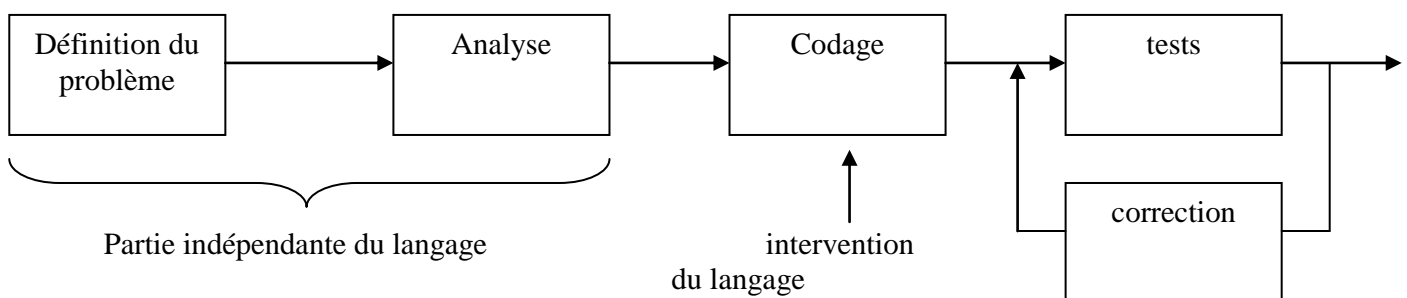 Définition du
problème
Analyse
Codage
tests
correction
Partie indépendante du langage
intervention
du langage